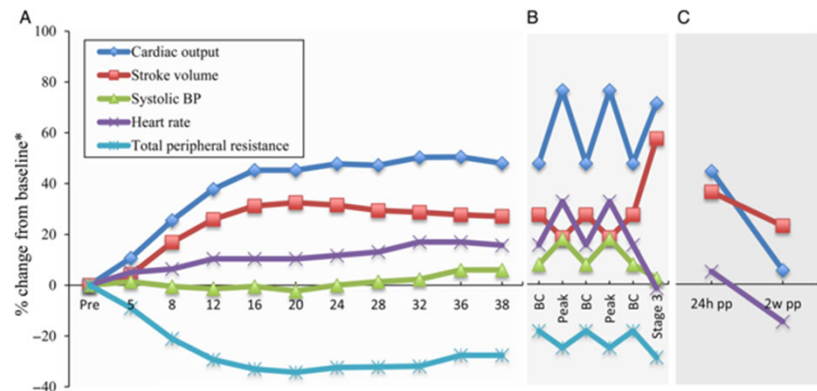 A
B
C
% change from baseline*
100
80
60
40
20
0
−20
−40
Cardiac output
Stroke volume
Systolic BP
Heart rate
Total peripheral resistance
Pre 5 8 12 16 20 24 28 32 36 38
BC Peak BC Peak BC Stage 3
24h pp 2w pp